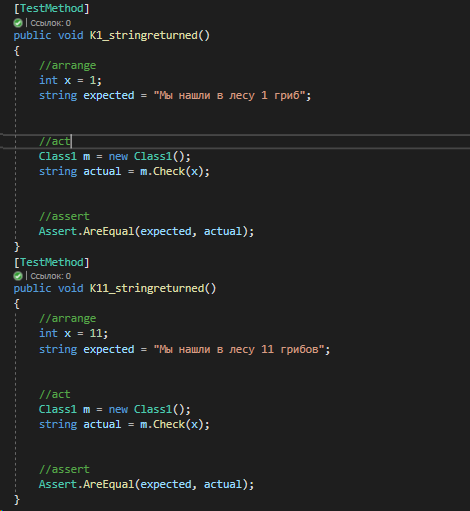 [TestMethod]
| Ссылок: 0
public void K1_stringreturned()
{
//arrange
int x = 1;
string expected = "Мы нашли в лесу 1 гриб";
//act
Class1 m = new Class1();
string actual = m.Check(x);
//assert
Assert.AreEqual(expected, actual);
}
[TestMethod]
| Ссылок: 0
public void K11_stringreturned()
{
//arrange
int x = 11;
string expected = "Мы нашли в лесу 11 грибов";
//act
Class1 m = new Class1();
string actual = m.Check(x);
//assert
Assert.AreEqual(expected, actual);
}